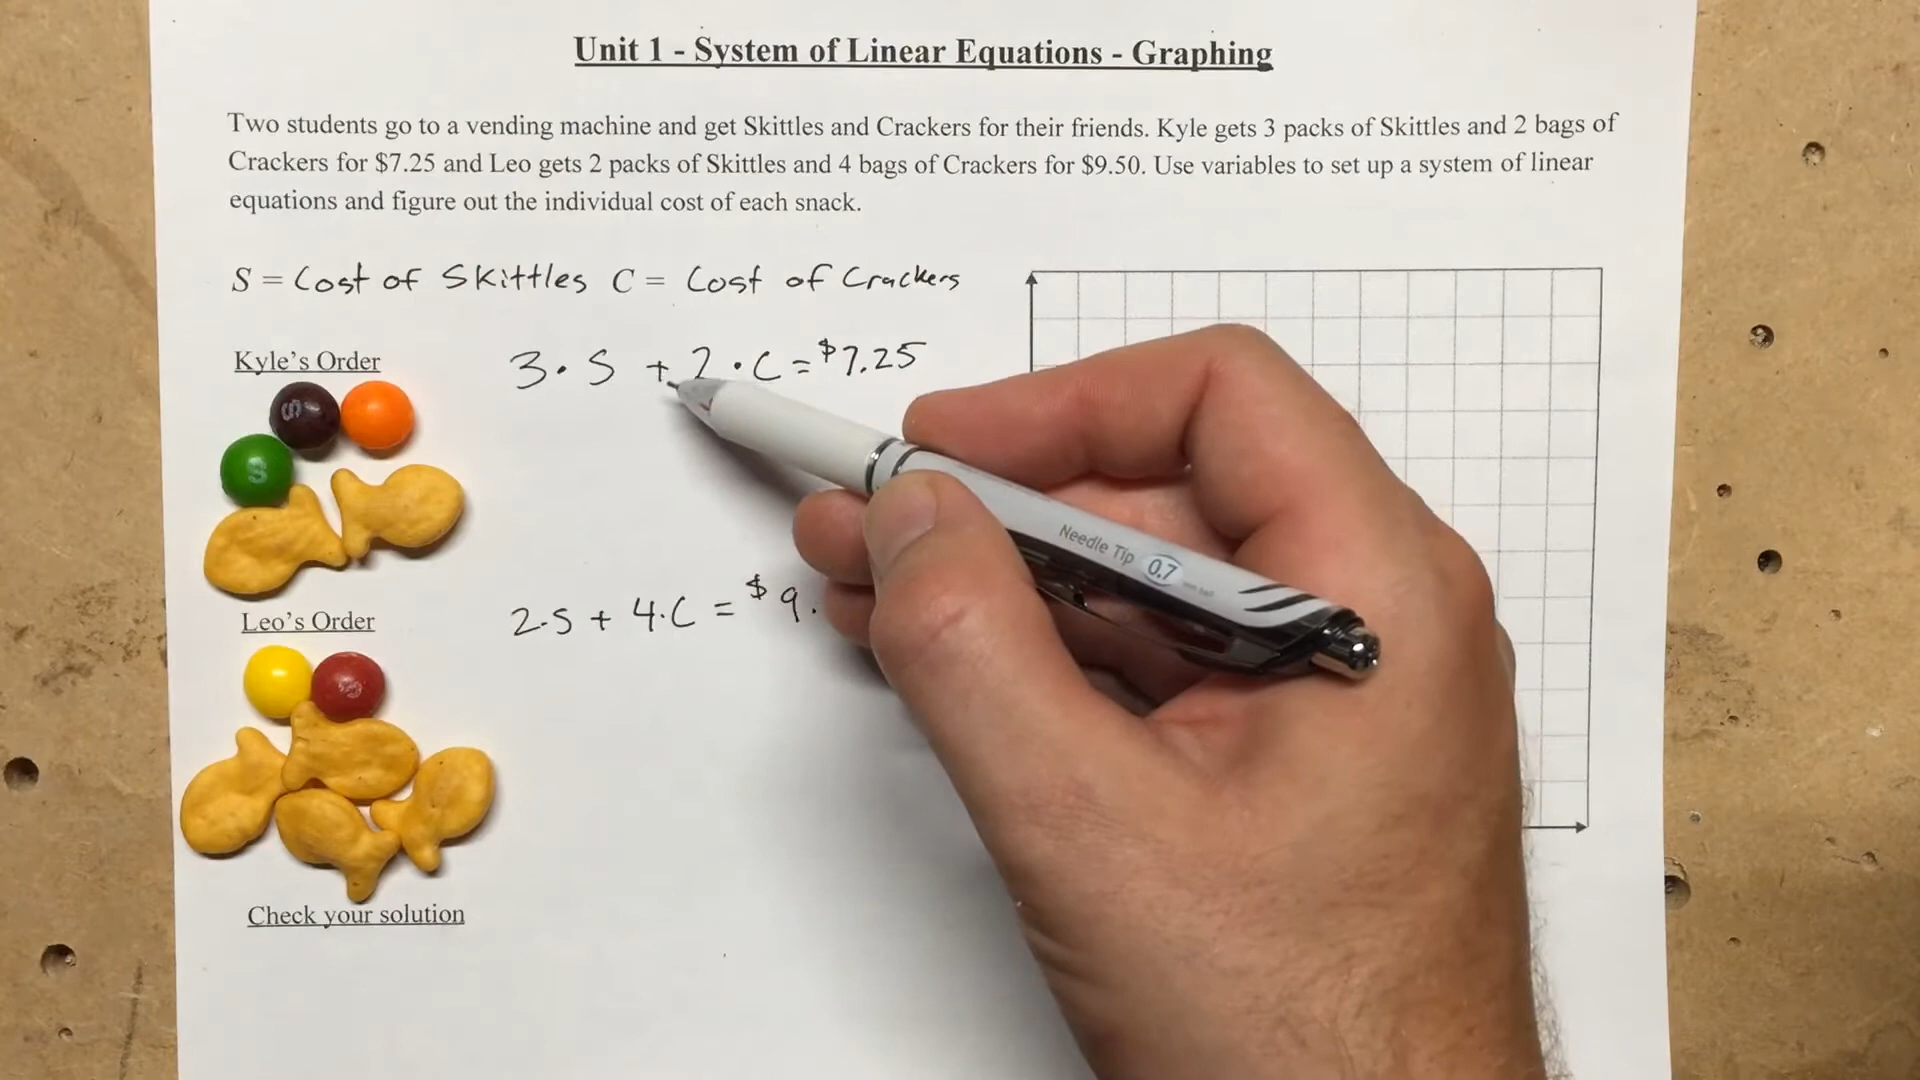 Unit 1 - System of Linear Equations - Graphing
Two students go to a vending machine and get Skittles and Crackers for their friends. Kyle gets 3 packs of Skittles and 2 bags of
Crackers for $7.25 and Leo gets 2 packs of Skittles and 4 bags of Crackers for $9.50. Use variables to set up a system of linear
equations and figure out the individual cost of each snack.
S = Cost of Skittles C = Cost of Crackers
Kyle's Order
3 · S + 2 · C = $7.25
S
S
Needle Tip 0.7
Leo's Order
2·S + 4·C = $9.
S
Check your solution